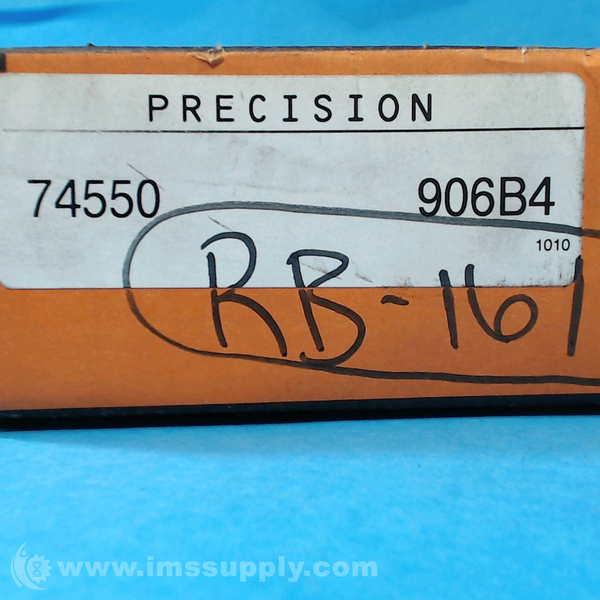 PRECISION
74550 906B4
1010
RB-161
www.imssupply.com